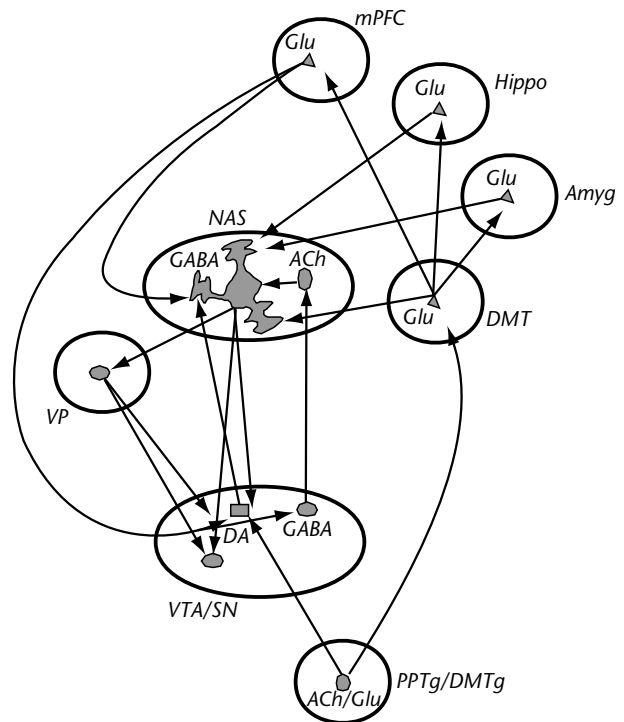 mPFC
Glu
Hippo
Glu
Glu
Amyg
NAS
GABA
ACh
Glu
DMT
VP
DA
GABA
VTA/SN
PPTg/DMTg
ACh/Glu